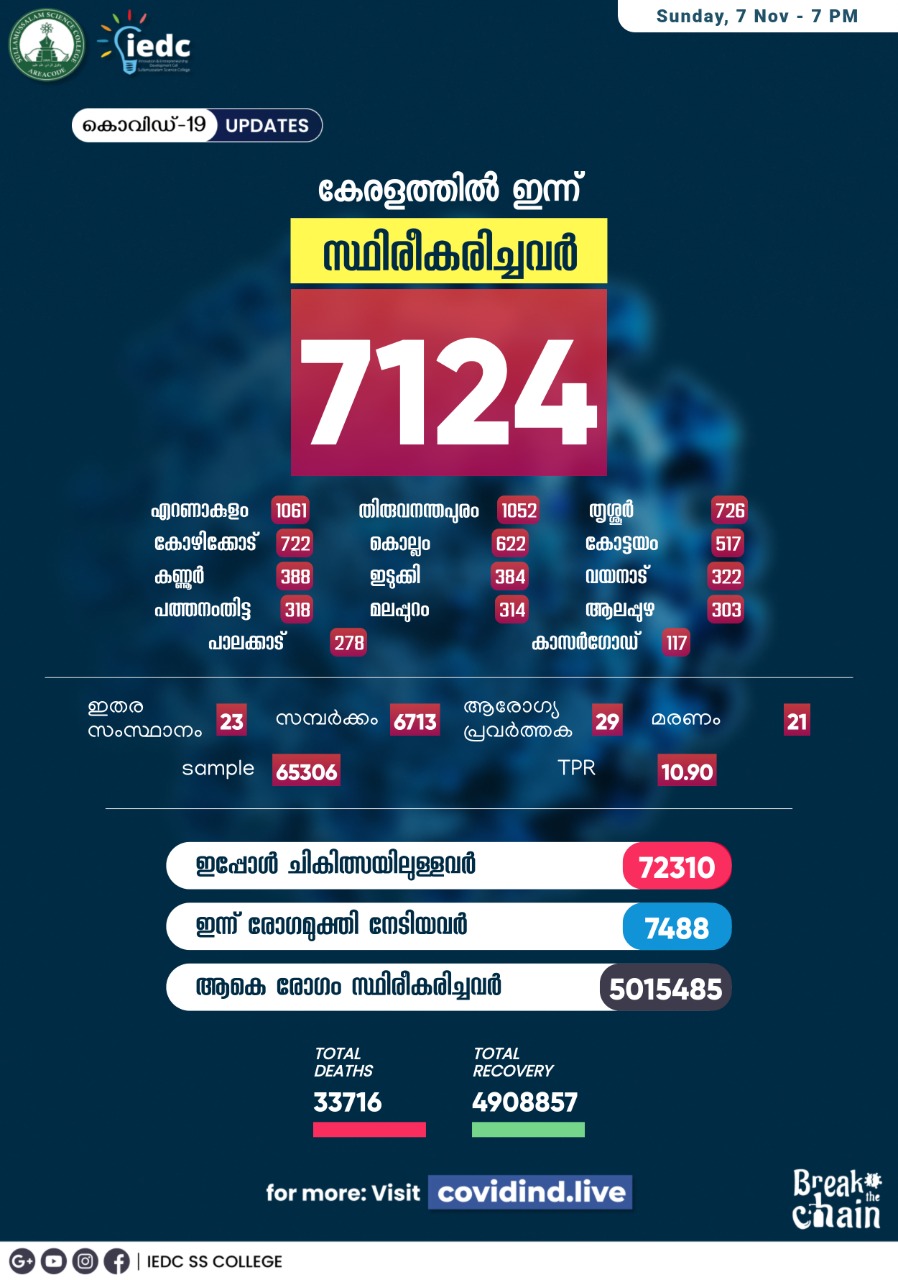 Sunday, 7 Nov - 7 PM
SULLAMUSSALAM SCIENCE COLLEGE
AREACODE
iedc
കൊവിഡ്-19 UPDATES
കേരളത്തിൽ ഇന്ന്
സ്ഥിരീകരിച്ചവർ
7124
എറണാകുളം 1061 തിരുവനന്തപുരം 1052 തൃശ്ശൂർ 726
കോഴിക്കോട് 722 കൊല്ലം 622 കോട്ടയം 517
കണ്ണൂർ 388 ഇടുക്കി 384 വയനാട് 322
പത്തനംതിട്ട 318 മലപ്പുറം 314 ആലപ്പുഴ 303
പാലക്കാട് 278 കാസർഗോഡ് 117
ഇതര
സംസ്ഥാനം 23 സമ്പർക്കം 6713 ആരോഗ്യ
പ്രവർത്തക 29 മരണം 21
sample 65306 TPR 10.90
ഇപ്പോൾ ചികിത്സയിലുള്ളവർ 72310
ഇന്ന് രോഗമുക്തി നേടിയവർ 7488
ആകെ രോഗം സ്ഥിരീകരിച്ചവർ 5015485
TOTAL
DEATHS
33716
TOTAL
RECOVERY
4908857
for more: Visit covidind.live
Break
the
chain
G+ f | IEDC SS COLLEGE